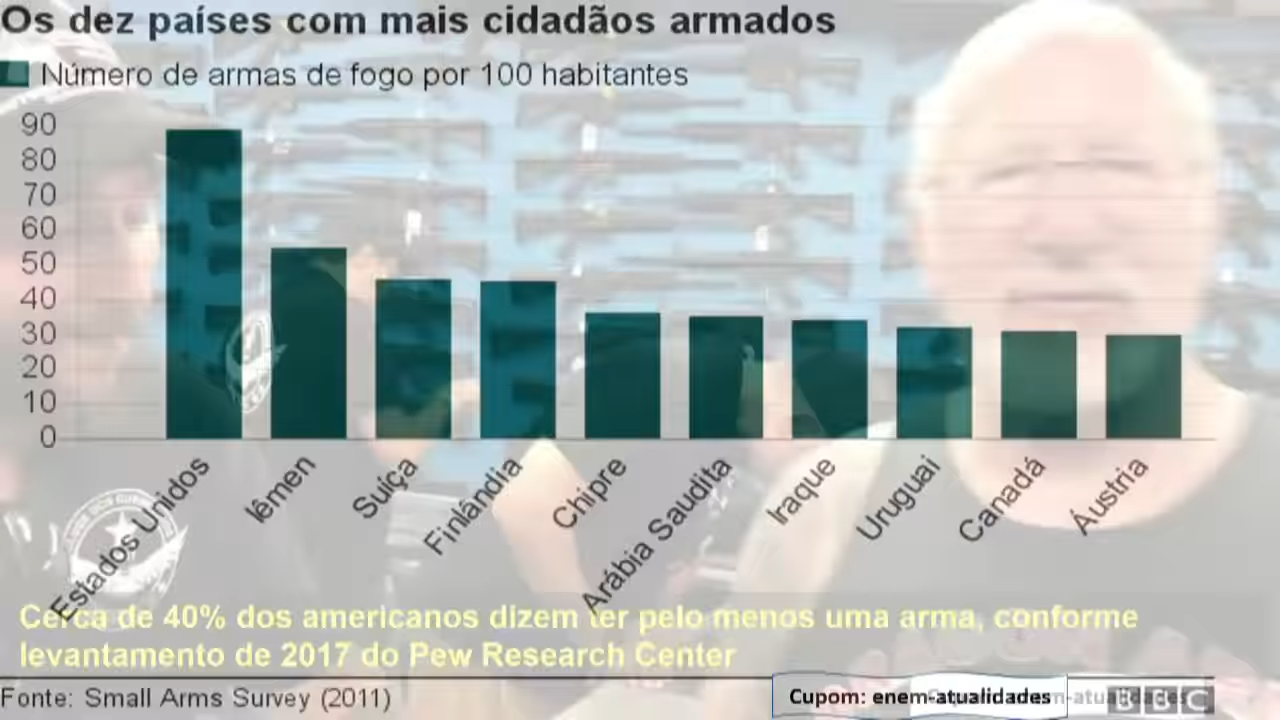 Os dez países com mais cidadãos armados
Número de armas de fogo por 100 habitantes
90
80
70
60
50
40
30
20
10
0
Estados Unidos
Iêmen
Suíça
Finlândia
Chipre
Arábia Saudita
Iraque
Uruguai
Canadá
Áustria
Cerca de 40% dos americanos dizem ter pelo menos uma arma, conforme
levantamento de 2017 do Pew Research Center
Fonte: Small Arms Survey (2011)
Cupom: enem-atualidades
BBC